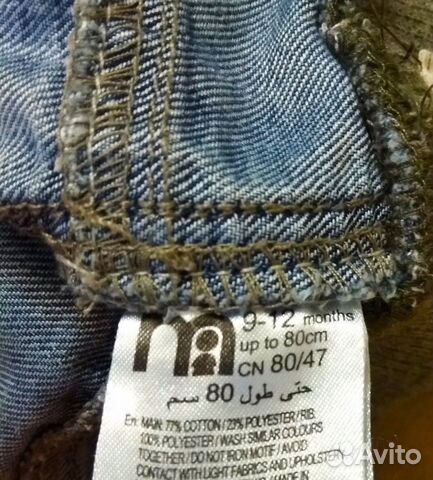 9-12 months
up to 80cm
CN 80/47
حتى طول 80 سم
En: MAIN: 77% COTTON / 23% POLYESTER / RIB:
100% POLYESTER / WASH SIMILAR COLOURS
TOGETHER / DO NOT IRON MOTIF / AVOID
CONTACT WITH LIGHT FABRICS AND UPHOLSTERY
Avito